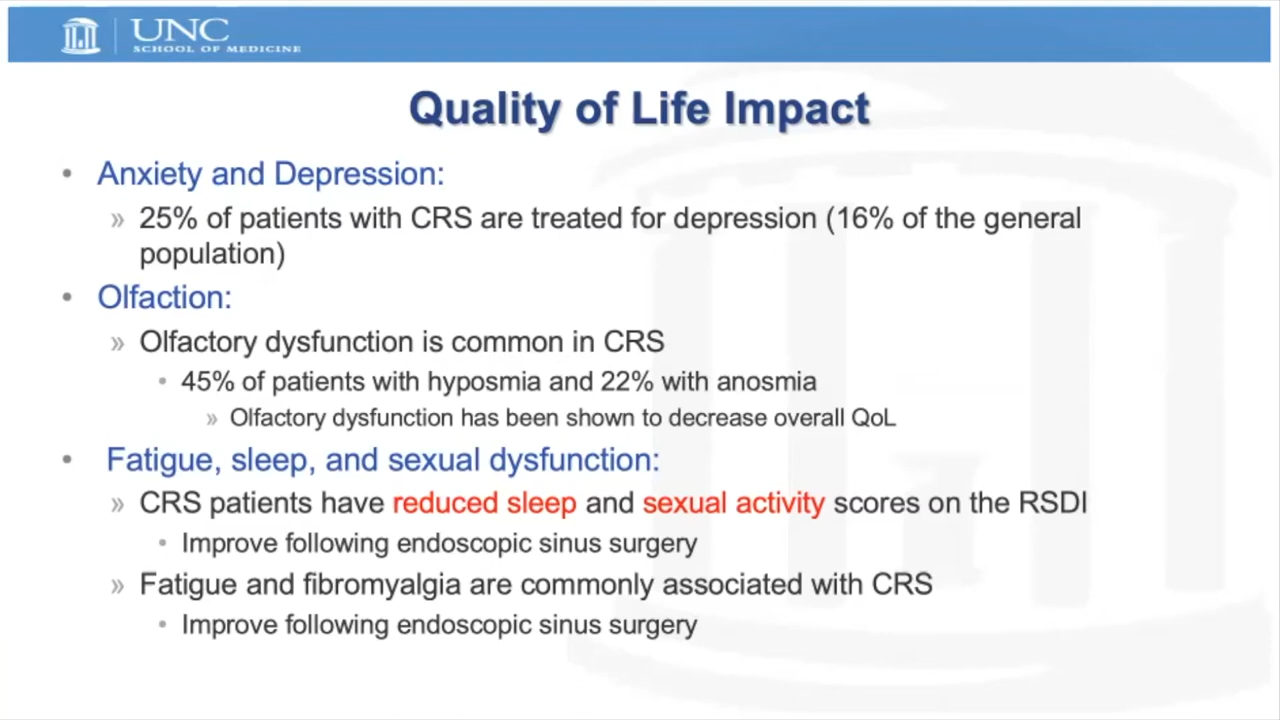 UNC
SCHOOL OF MEDICINE
Quality of Life Impact
• Anxiety and Depression:
» 25% of patients with CRS are treated for depression (16% of the general
population)
• Olfaction:
» Olfactory dysfunction is common in CRS
• 45% of patients with hyposmia and 22% with anosmia
» Olfactory dysfunction has been shown to decrease overall QoL
• Fatigue, sleep, and sexual dysfunction:
» CRS patients have reduced sleep and sexual activity scores on the RSDI
• Improve following endoscopic sinus surgery
» Fatigue and fibromyalgia are commonly associated with CRS
• Improve following endoscopic sinus surgery